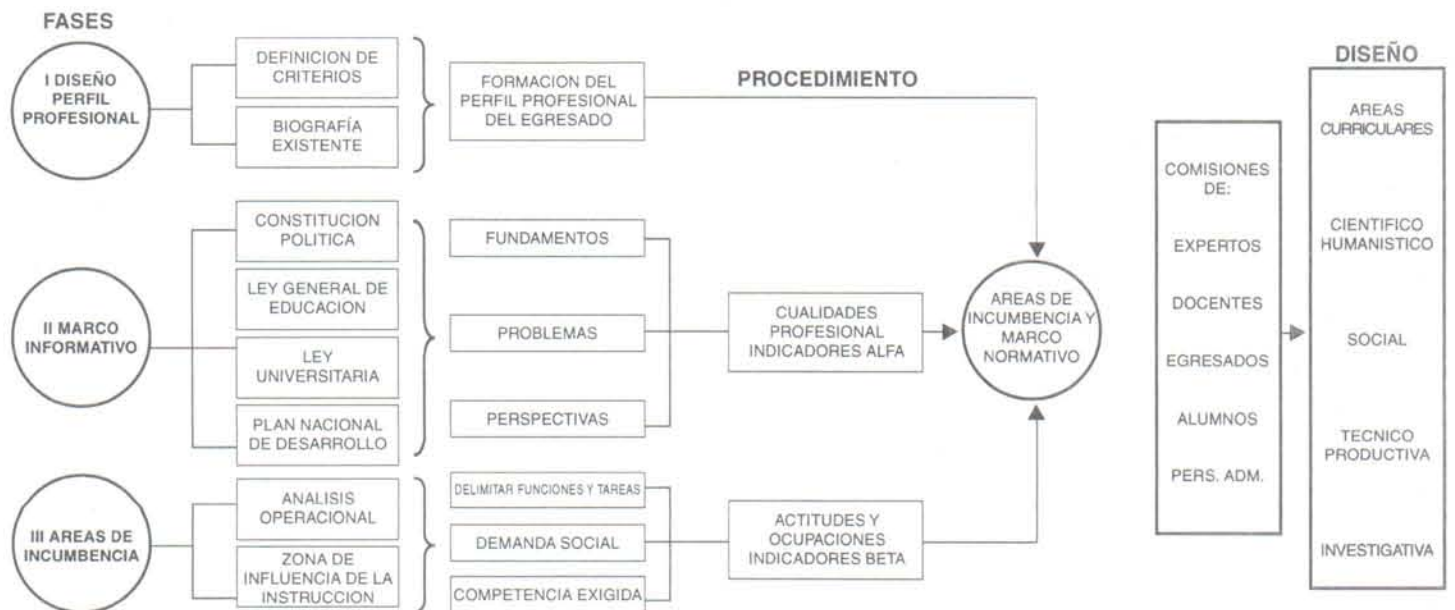 FASES
I DISEÑO
PERFIL
PROFESIONAL
DEFINICION DE
CRITERIOS
BIOGRAFÍA
EXISTENTE
FORMACION DEL
PERFIL PROFESIONAL
DEL EGRESADO
PROCEDIMIENTO
II MARCO
INFORMATIVO
CONSTITUCION
POLITICA
LEY GENERAL DE
EDUCACION
LEY
UNIVERSITARIA
PLAN NACIONAL
DE DESARROLLO
FUNDAMENTOS
PROBLEMAS
PERSPECTIVAS
CUALIDADES
PROFESIONAL
INDICADORES ALFA
AREAS DE
INCUMBENCIA Y
MARCO
NORMATIVO
III AREAS DE
INCUMBENCIA
ANALISIS
OPERACIONAL
ZONA DE
INFLUENCIA DE LA
INSTRUCCION
DELIMITAR FUNCIONES Y TAREAS
DEMANDA SOCIAL
COMPETENCIA EXIGIDA
ACTITUDES Y
OCUPACIONES
INDICADORES BETA
COMISIONES
DE:
EXPERTOS
DOCENTES
EGRESADOS
ALUMNOS
PERS. ADM.
DISEÑO
AREAS
CURRICULARES
CIENTIFICO
HUMANISTICO
SOCIAL
TECNICO
PRODUCTIVA
INVESTIGATIVA